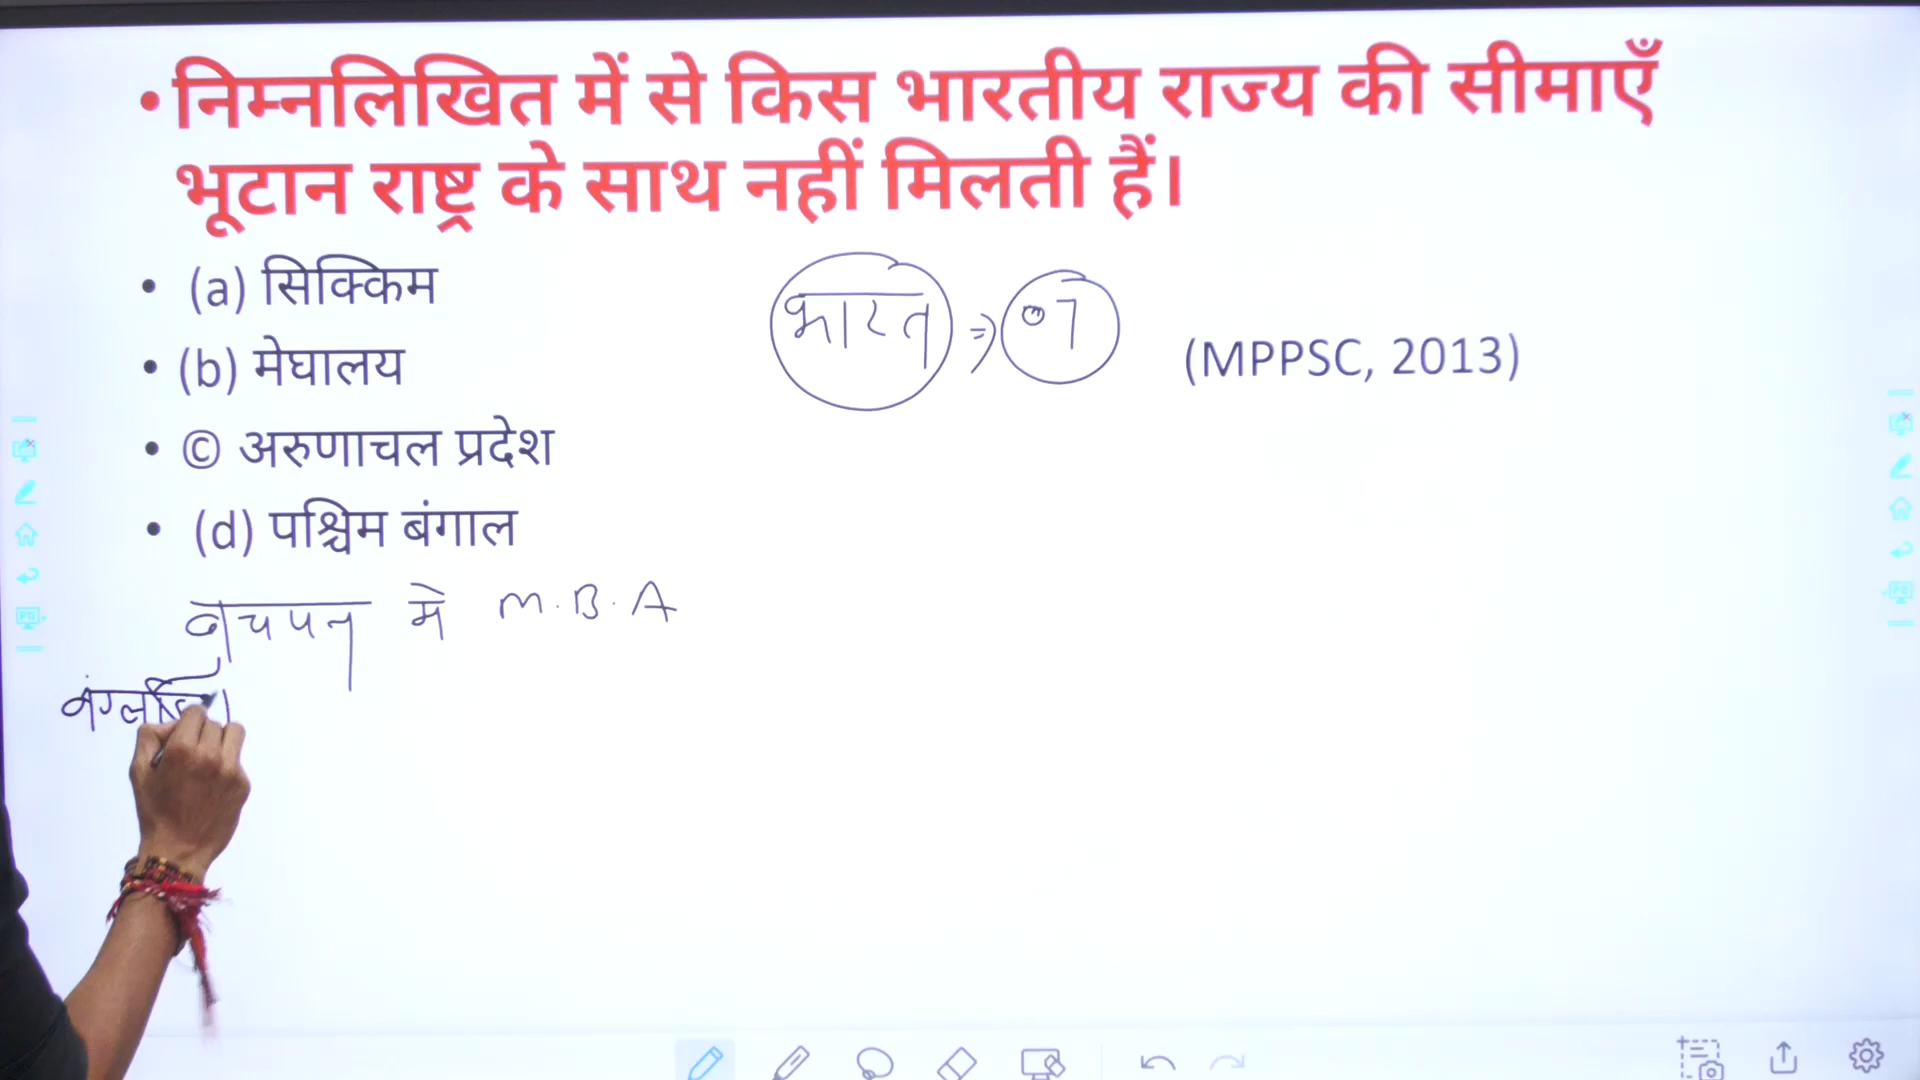 • निम्नलिखित में से किस भारतीय राज्य की सीमाएँ
भूटान राष्ट्र के साथ नहीं मिलती हैं।
• (a) सिक्किम
• (b) मेघालय
• © अरुणाचल प्रदेश
• (d) पश्चिम बंगाल
भारत ⇒ 07
(MPPSC, 2013)
बचपन में M.B.A